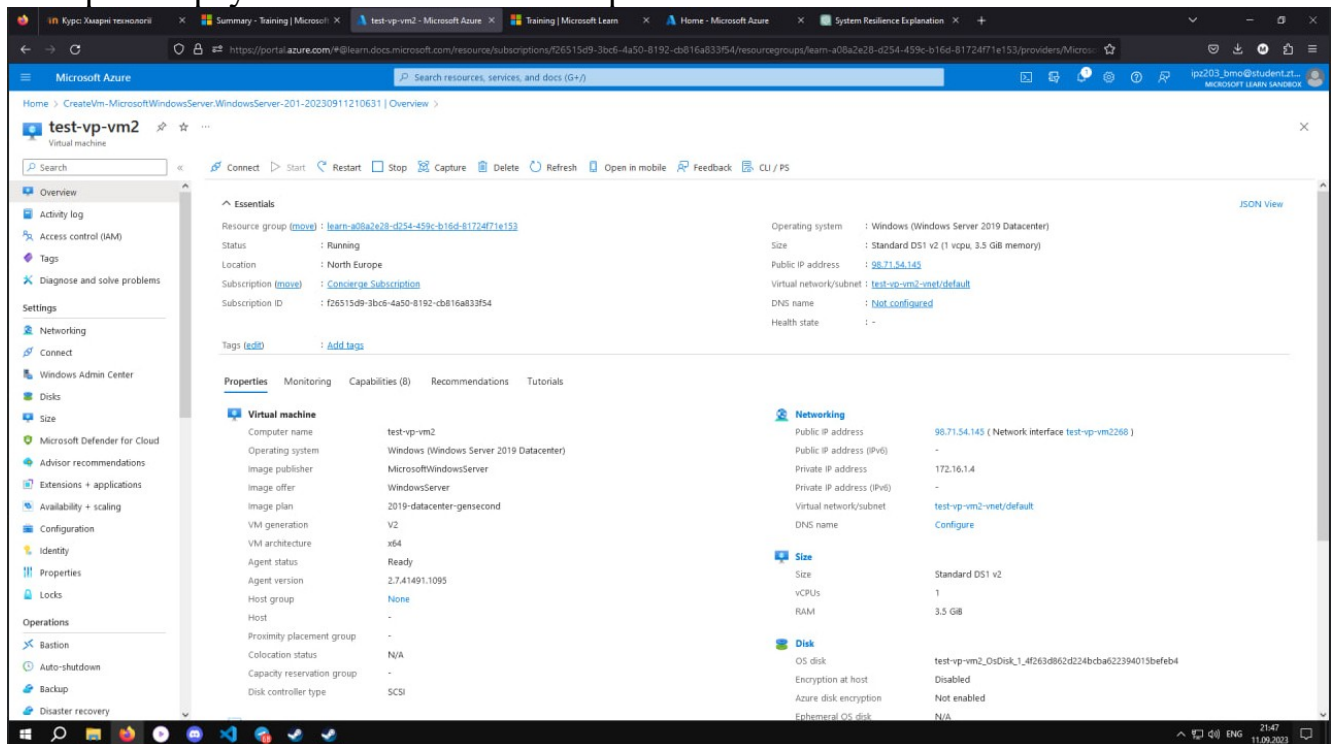 Курс: Хмарні технології
Summary - Training | Microsoft
test-vp-vm2 - Microsoft Azure
Training | Microsoft Learn
Home - Microsoft Azure
System Resilience Explanation
https://portal.azure.com/#@learn.docs.microsoft.com/resource/subscriptions/f26515d9-3bc6-4a50-8192-cb816a833f54/resourcegroups/learn-a08a2e28-d254-459c-b16d-81724f71e153/providers/Micros
Microsoft Azure
Search resources, services, and docs (G+/)
ipz203_bmo@student.zt...
MICROSOFT LEARN SANDBOX
Home > CreateVm-MicrosoftWindowsServer.WindowsServer-201-20230911210631 | Overview >
test-vp-vm2
Virtual machine
Search
Connect Start Restart Stop Capture Delete Refresh Open in mobile Feedback CLI / PS
Overview
Activity log
Access control (IAM)
Tags
Diagnose and solve problems
Settings
Networking
Connect
Windows Admin Center
Disks
Size
Microsoft Defender for Cloud
Advisor recommendations
Extensions + applications
Availability + scaling
Configuration
Identity
Properties
Locks
Operations
Bastion
Auto-shutdown
Backup
Disaster recovery
Essentials
JSON View
Resource group (move) : learn-a08a2e28-d254-459c-b16d-81724f71e153
Status : Running
Location : North Europe
Subscription (move) : Concierge Subscription
Subscription ID : f26515d9-3bc6-4a50-8192-cb816a833f54
Operating system : Windows (Windows Server 2019 Datacenter)
Size : Standard DS1 v2 (1 vcpu, 3.5 GiB memory)
Public IP address : 98.71.54.145
Virtual network/subnet : test-vp-vm2-vnet/default
DNS name : Not configured
Health state : -
Tags (edit) : Add tags
Properties Monitoring Capabilities (8) Recommendations Tutorials
Virtual machine
Computer name test-vp-vm2
Operating system Windows (Windows Server 2019 Datacenter)
Image publisher MicrosoftWindowsServer
Image offer WindowsServer
Image plan 2019-datacenter-gensecond
VM generation V2
VM architecture x64
Agent status Ready
Agent version 2.7.41491.1095
Host group None
Host -
Proximity placement group -
Colocation status N/A
Capacity reservation group -
Disk controller type SCSI
Networking
Public IP address 98.71.54.145 ( Network interface test-vp-vm2268 )
Public IP address (IPv6) -
Private IP address 172.16.1.4
Private IP address (IPv6) -
Virtual network/subnet test-vp-vm2-vnet/default
DNS name Configure
Size
Size Standard DS1 v2
vCPUs 1
RAM 3.5 GiB
Disk
OS disk test-vp-vm2_OsDisk_1_4f263d862d224bcba622394015befeb4
Encryption at host Disabled
Azure disk encryption Not enabled
Ephemeral OS disk N/A
ENG
21:47
11.09.2023